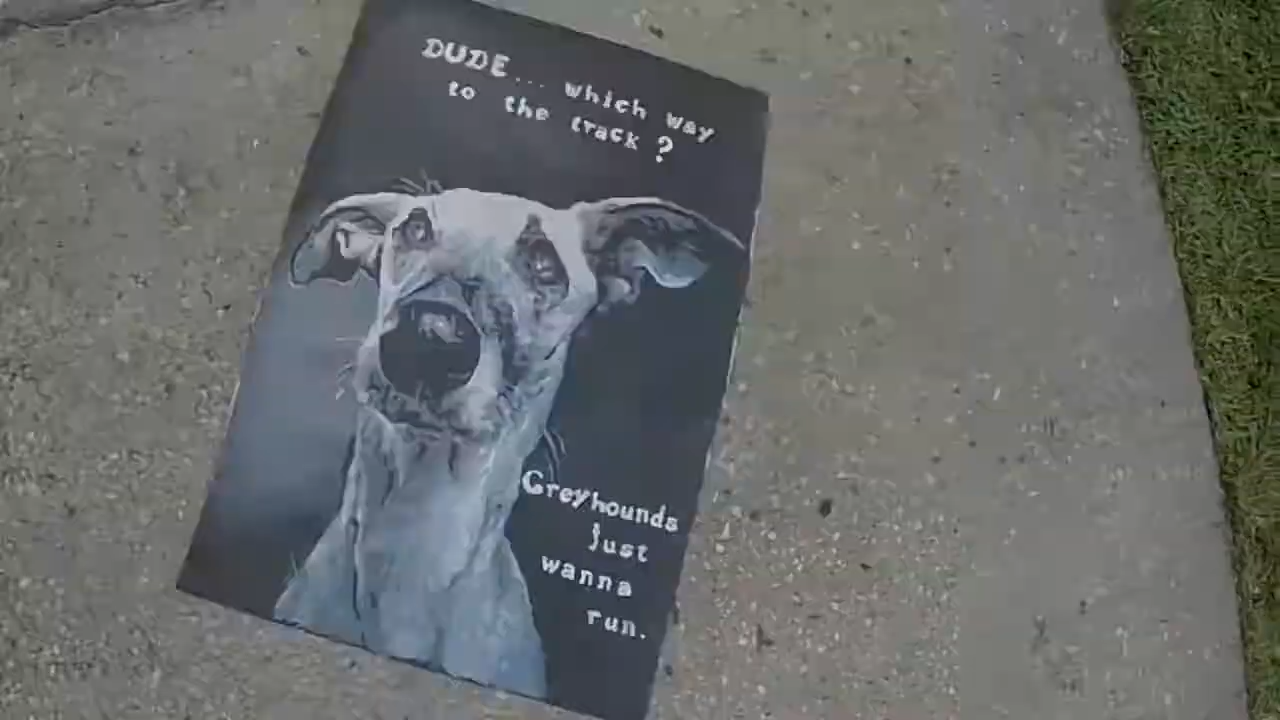 DUDE... which way
to the track?
Greyhounds
just
wanna
run.